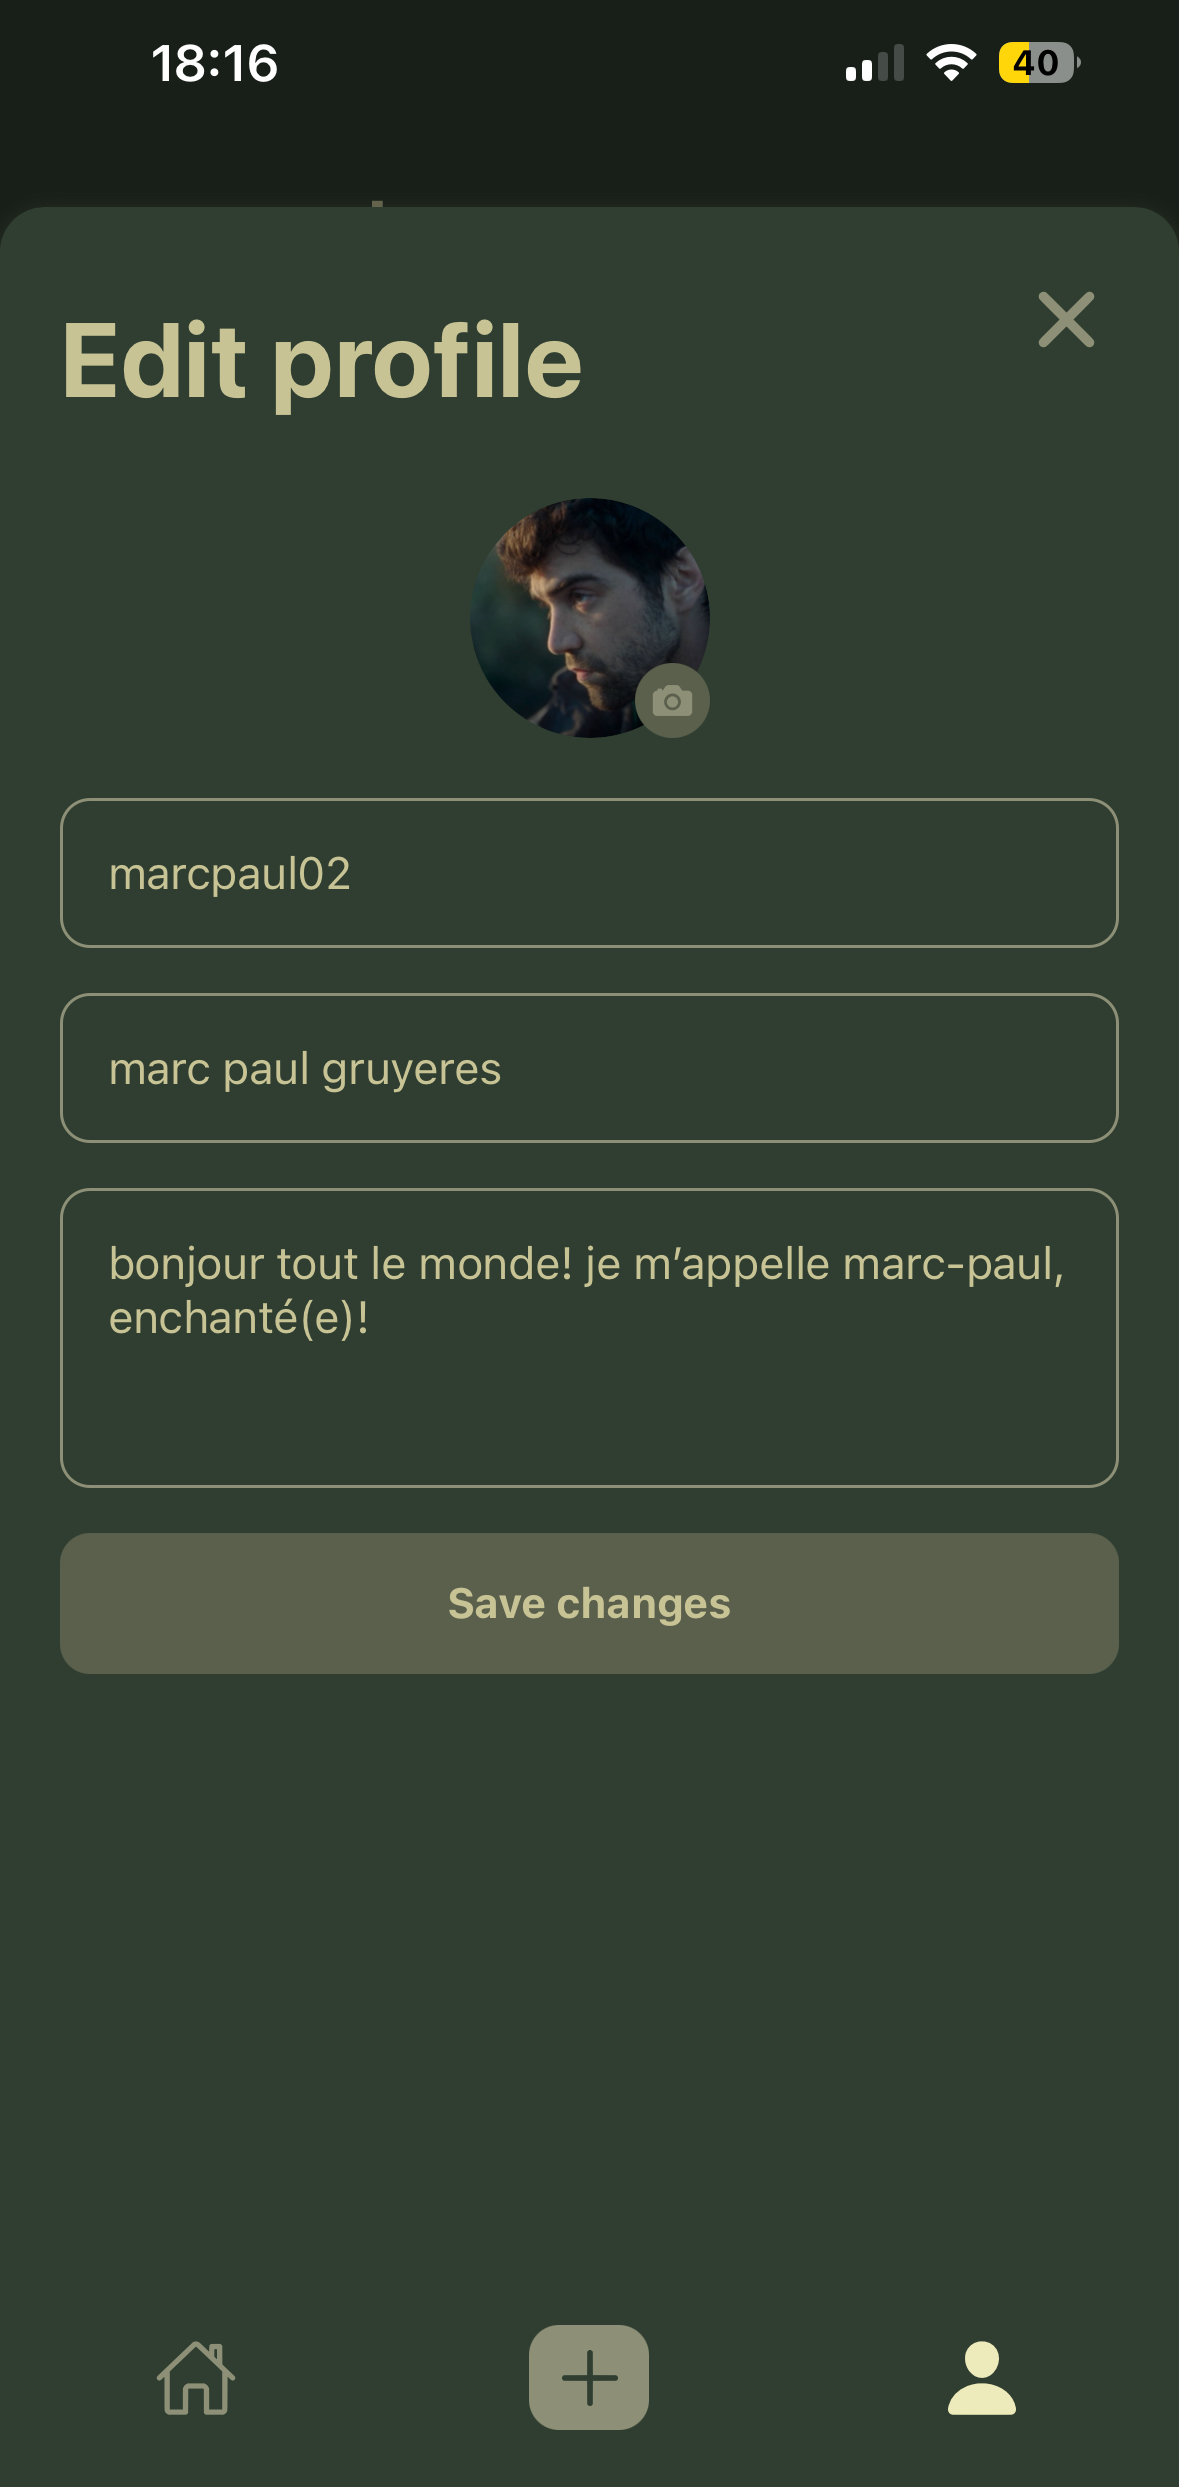 18:16
40
Edit profile
marcpaul02
marc paul gruyeres
bonjour tout le monde! je m’appelle marc-paul,
enchanté(e)!
Save changes